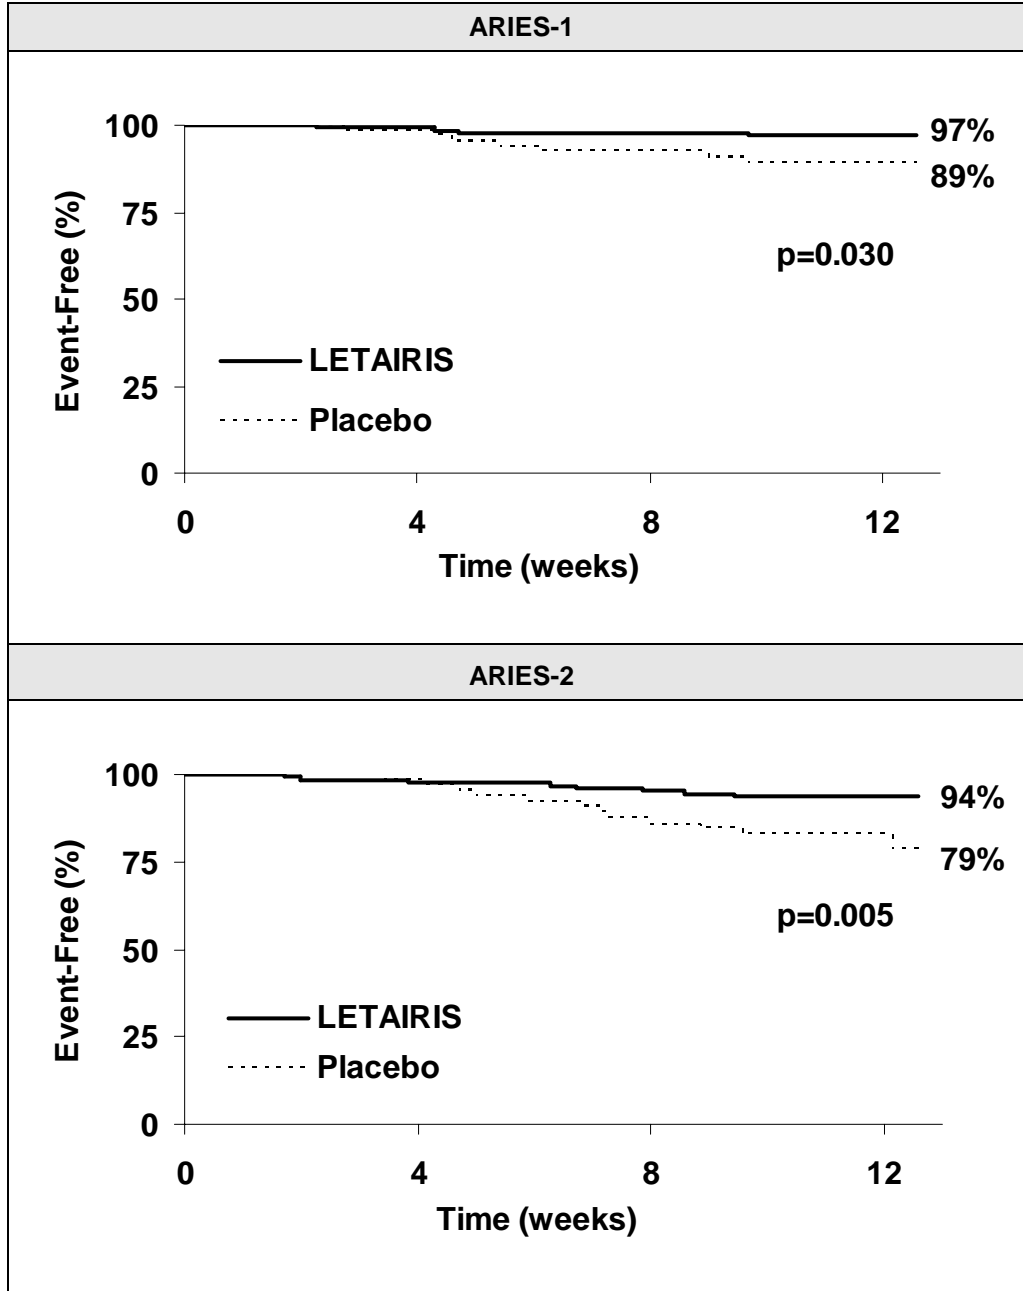 ARIES-1
100
97%
89%
75
p=0.030
50
LETAIRIS
25
Placebo
0
0 4 8 12
Event-Free (%)
Time (weeks)
ARIES-2
100
94%
79%
75
p=0.005
50
LETAIRIS
25
Placebo
0
0 4 8 12
Event-Free (%)
Time (weeks)